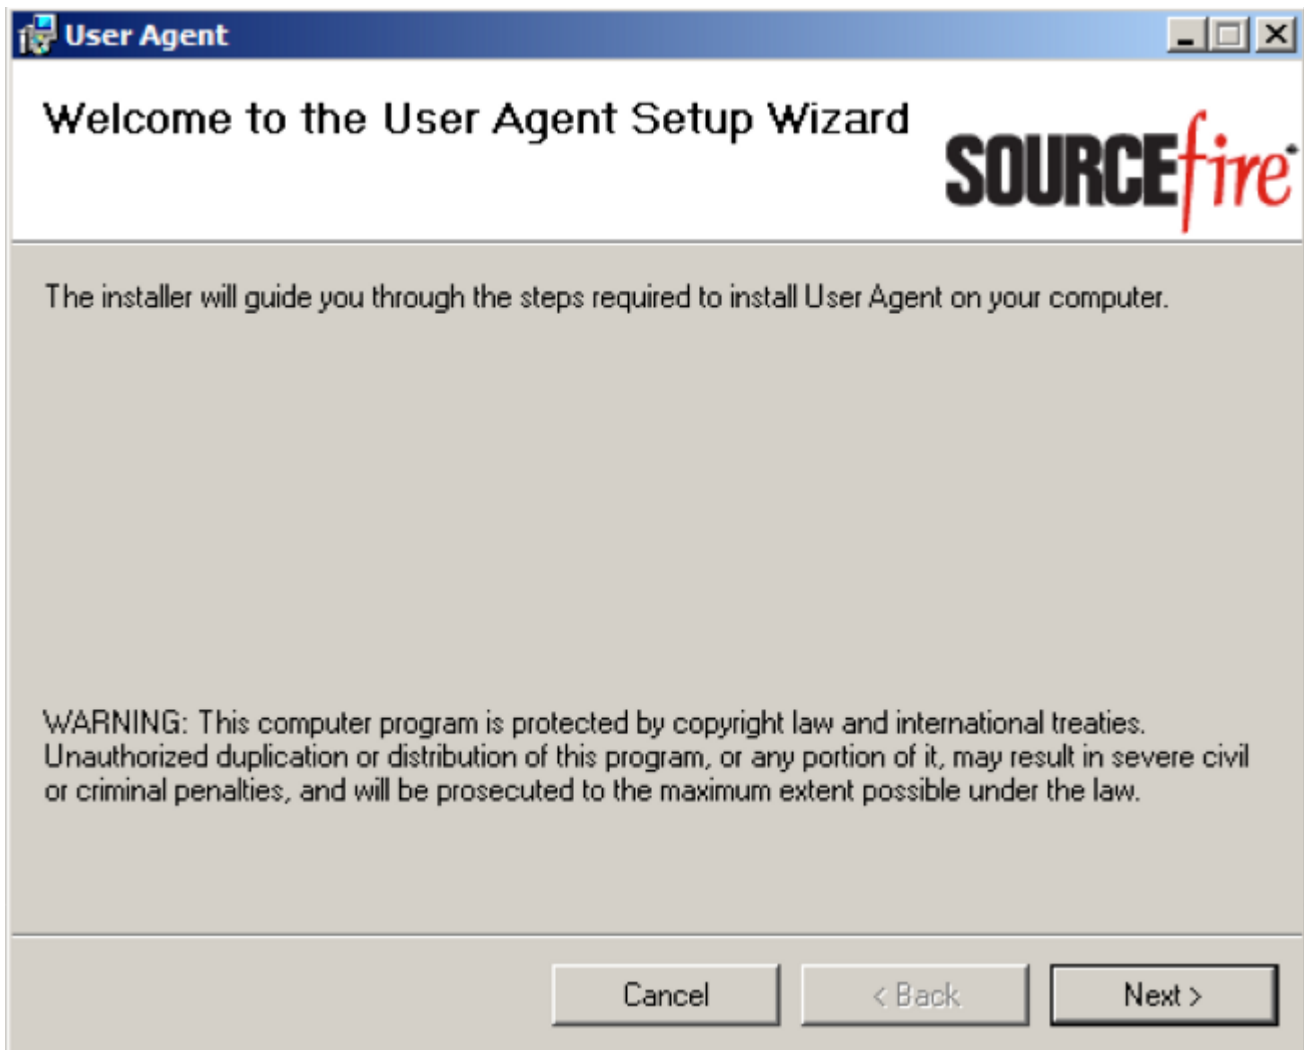 User Agent
Welcome to the User Agent Setup Wizard
SOURCEfire
The installer will guide you through the steps required to install User Agent on your computer.
WARNING: This computer program is protected by copyright law and international treaties.
Unauthorized duplication or distribution of this program, or any portion of it, may result in severe civil
or criminal penalties, and will be prosecuted to the maximum extent possible under the law.
Cancel
< Back
Next >